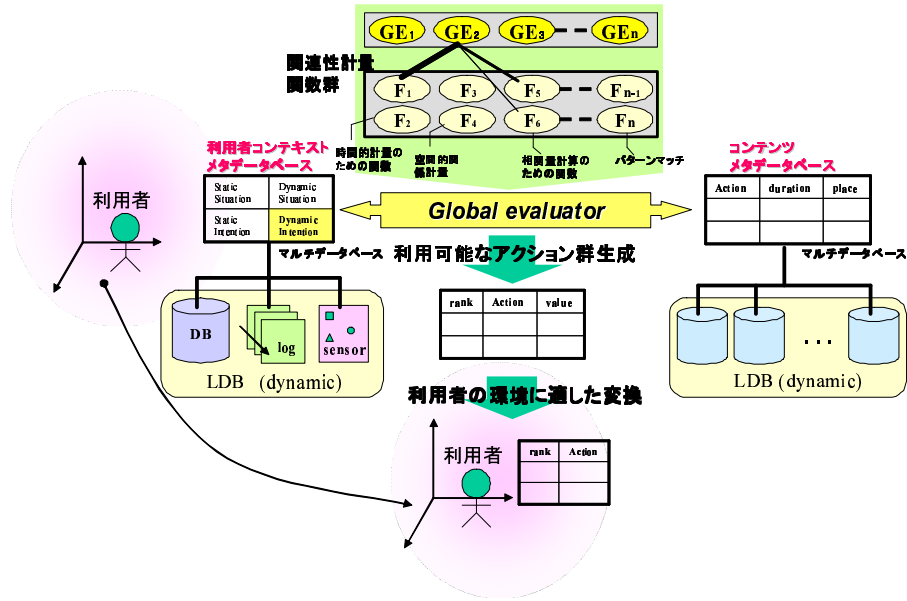 GE1 GE2 GE3 GEn
関連性計量
関数群
F1 F3 F5 Fn-1
F2 F4 F6 Fn
時間的計量の
ための関数
空間的関
係計量
相関量計算の
ための関数
パターンマッチ
利用者コンテキスト
メタデータベース
コンテンツ
メタデータベース
Static Situation
Dynamic Situation
Static Intention
Dynamic Intention
Action duration place
利用者
Global evaluator
マルチデータベース
マルチデータベース
利用可能なアクション群生成
rank Action value
DB
log
sensor
LDB (dynamic)
...
LDB (dynamic)
利用者の環境に適した変換
利用者
rank Action